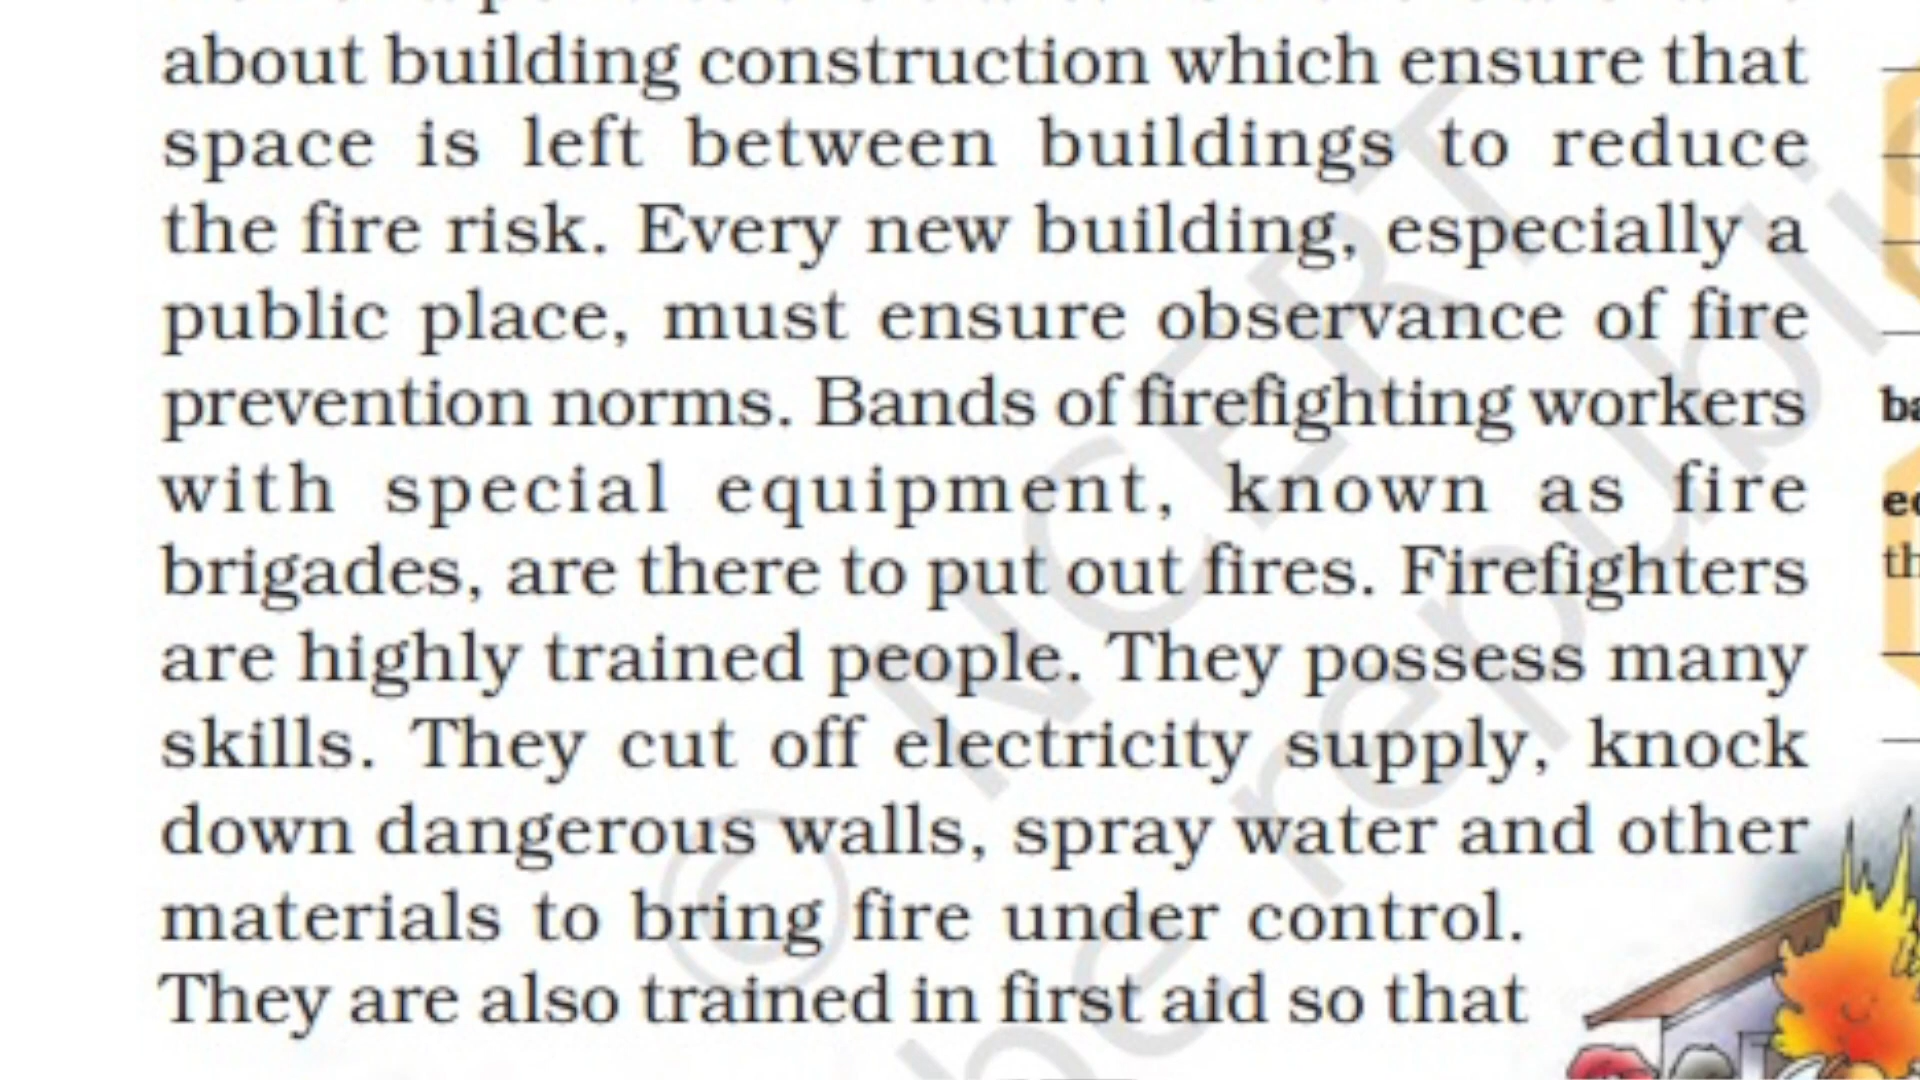 about building construction which ensure that
space is left between buildings to reduce
the fire risk. Every new building, especially a
public place, must ensure observance of fire
prevention norms. Bands of firefighting workers
with special equipment, known as fire
brigades, are there to put out fires. Firefighters
are highly trained people. They possess many
skills. They cut off electricity supply, knock
down dangerous walls, spray water and other
materials to bring fire under control.
They are also trained in first aid so that
© NCERT
be republi